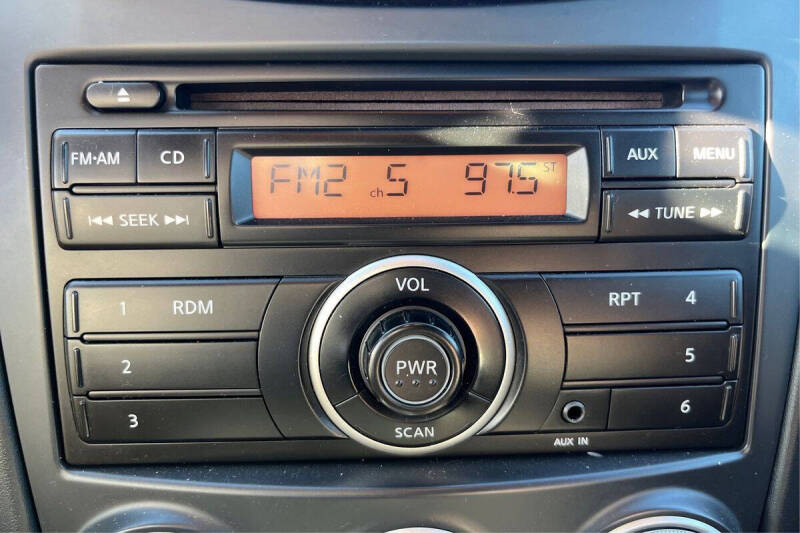 FM·AM CD
FM2 ch 5 97.5 ST
AUX MENU
SEEK
TUNE
1 RDM
2
3
VOL
PWR
SCAN
RPT 4
5
6
AUX IN